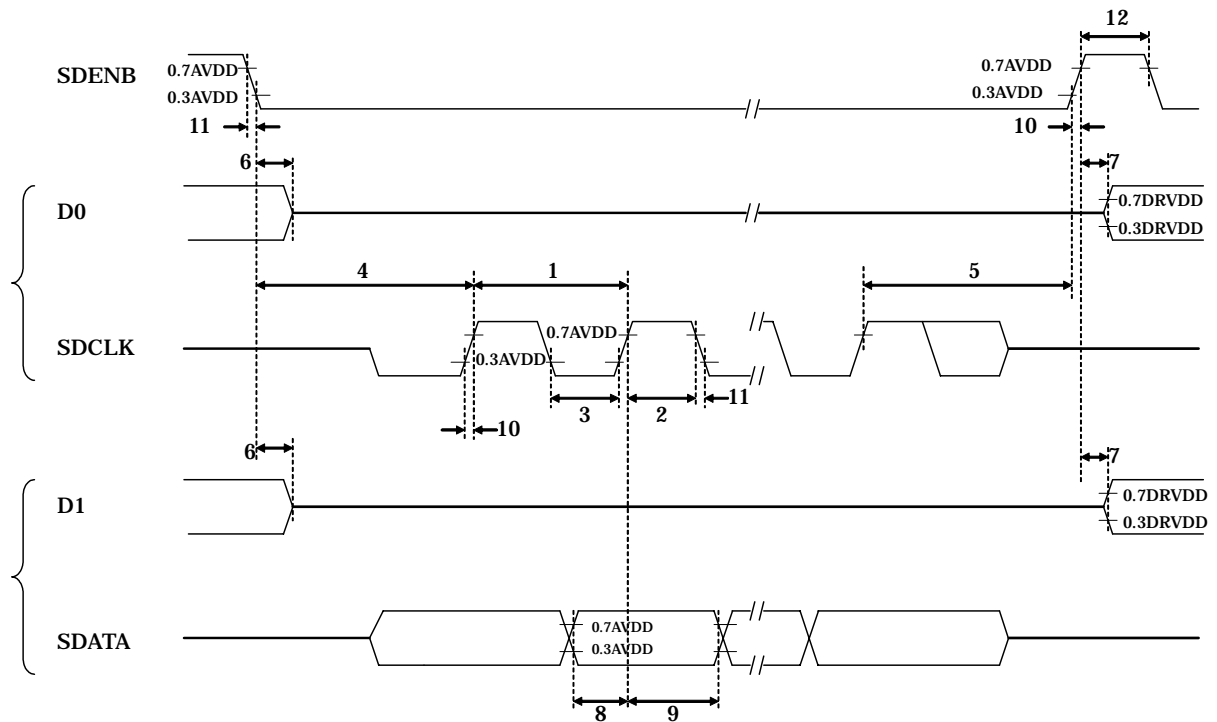 12
SDENB
0.7AVDD
0.3AVDD
0.7AVDD
0.3AVDD
11
10
6
7
D0
0.7DRVDD
0.3DRVDD
4
1
5
SDCLK
0.7AVDD
0.3AVDD
3
2
11
10
6
7
D1
0.7DRVDD
0.3DRVDD
SDATA
0.7AVDD
0.3AVDD
8
9